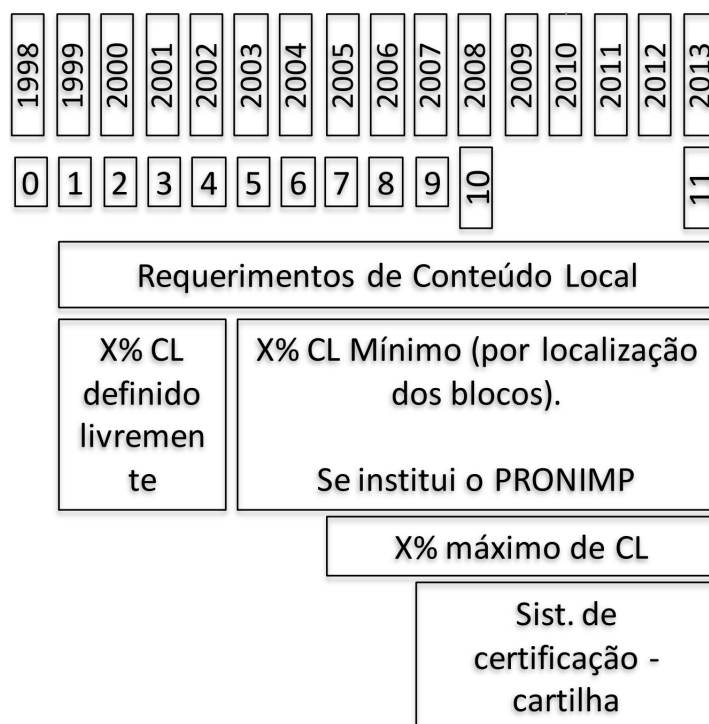 1998 1999 2000 2001 2002 2003 2004 2005 2006 2007 2008 2009 2010 2011 2012 2013
0 1 2 3 4 5 6 7 8 9 10 11
Requerimentos de Conteúdo Local
X% CL
definido
livremen
te
X% CL Mínimo (por localização
dos blocos).
Se institui o PRONIMP
X% máximo de CL
Sist. de
certificação -
cartilha